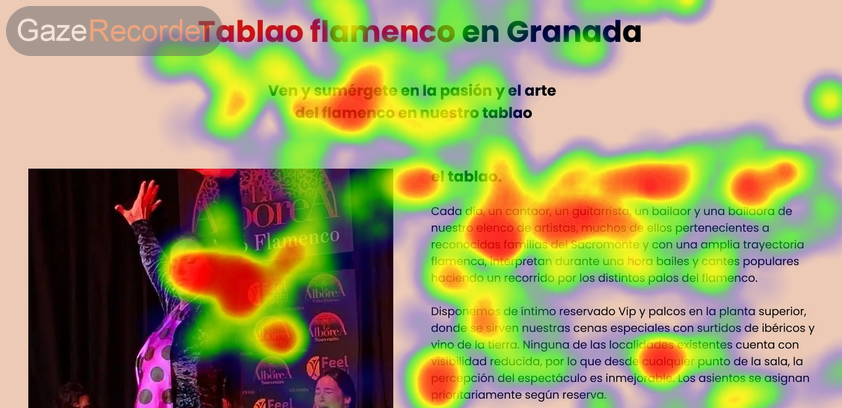 GazeRecorder
Tablao flamenco en Granada
Ven y sumérgete en la pasión y el arte
del flamenco en nuestro tablao
el tablao.
Cada día, un cantaor, un guitarrista, un bailaor y una bailaora de
nuestro elenco de artistas, muchos de ellos pertenecientes a
reconocidas familias del Sacromonte y con una amplia trayectoria
flamenca, interpretan durante una hora bailes y cantes populares
haciendo un recorrido por los distintos palos del flamenco.
Disponemos de íntimo reservado Vip y palcos en la planta superior,
donde se sirven nuestras cenas especiales con surtidos de ibéricos y
vino de la tierra. Ninguna de las localidades existentes cuenta con
visibilidad reducida, por lo que desde cualquier punto de la sala, la
percepción del espectáculo es inmejorable. Los asientos se asignan
prioritariamente según reserva.
La
AlboreA
Flamenco
AlboreA
AlboreA
Feel
AlboreA
Feel